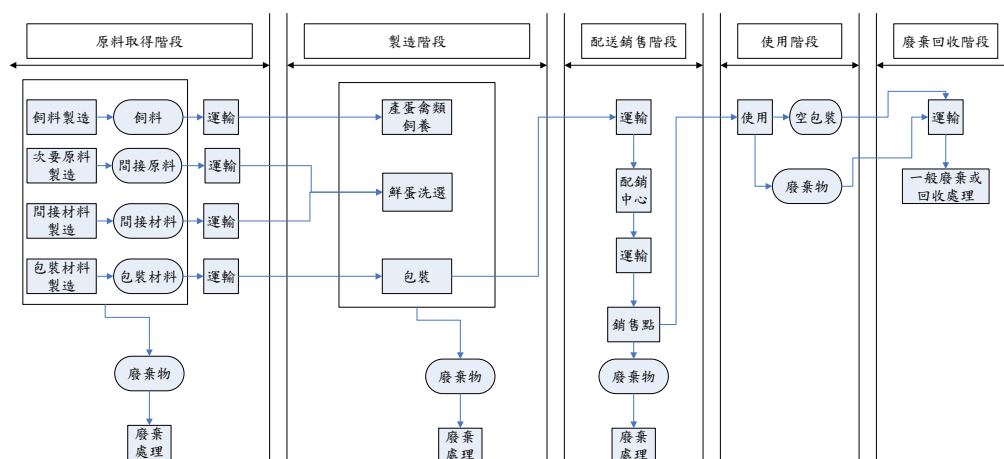 原料取得階段
製造階段
配送銷售階段
使用階段
廢棄回收階段
飼料製造
飼料
運輸
產蛋禽類
飼養
運輸
使用
空包裝
運輸
次要原料
製造
間接原料
運輸
鮮蛋洗選
配銷
中心
廢棄物
一般廢棄或
回收處理
間接材料
製造
間接材料
運輸
運輸
包裝材料
製造
包裝材料
運輸
包裝
銷售點
廢棄物
廢棄物
廢棄物
廢棄
處理
廢棄
處理
廢棄
處理